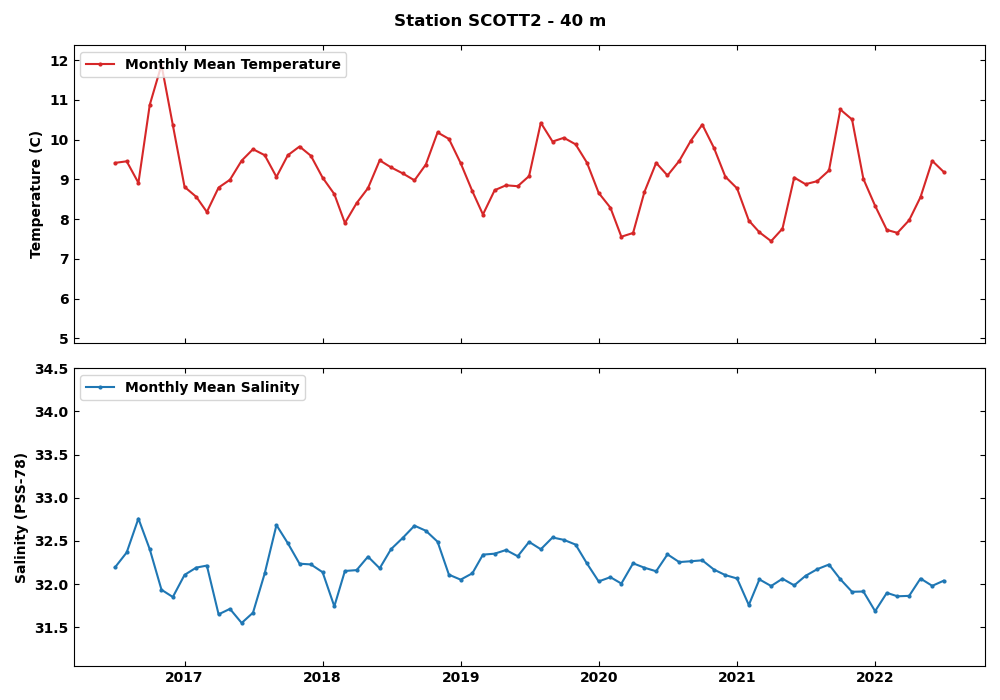 Station SCOTT2 - 40 m
Monthly Mean Temperature
Temperature (C)
12
11
10
9
8
7
6
5
Monthly Mean Salinity
Salinity (PSS-78)
34.5
34.0
33.5
33.0
32.5
32.0
31.5
2017 2018 2019 2020 2021 2022